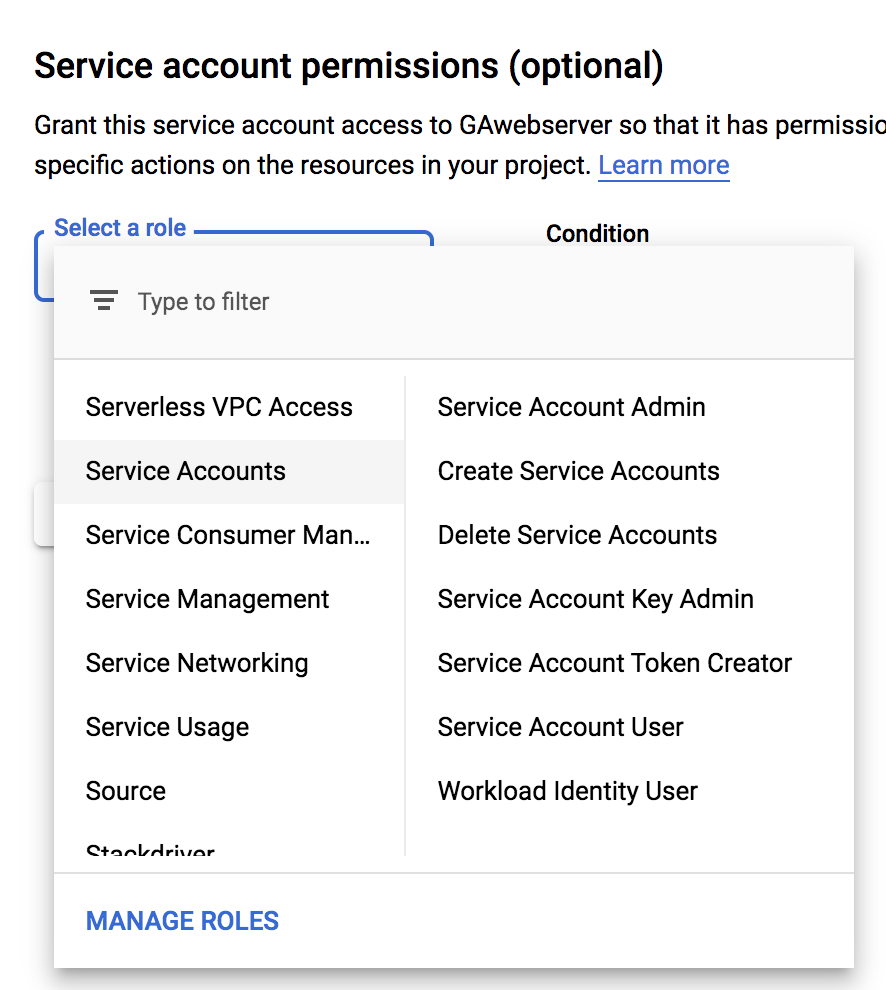 Service account permissions (optional)
Grant this service account access to GAwebserver so that it has permissio
specific actions on the resources in your project. Learn more
Select a role
Condition
Type to filter
Serverless VPC Access
Service Accounts
Service Consumer Man...
Service Management
Service Networking
Service Usage
Source
Stackdriver
Service Account Admin
Create Service Accounts
Delete Service Accounts
Service Account Key Admin
Service Account Token Creator
Service Account User
Workload Identity User
MANAGE ROLES